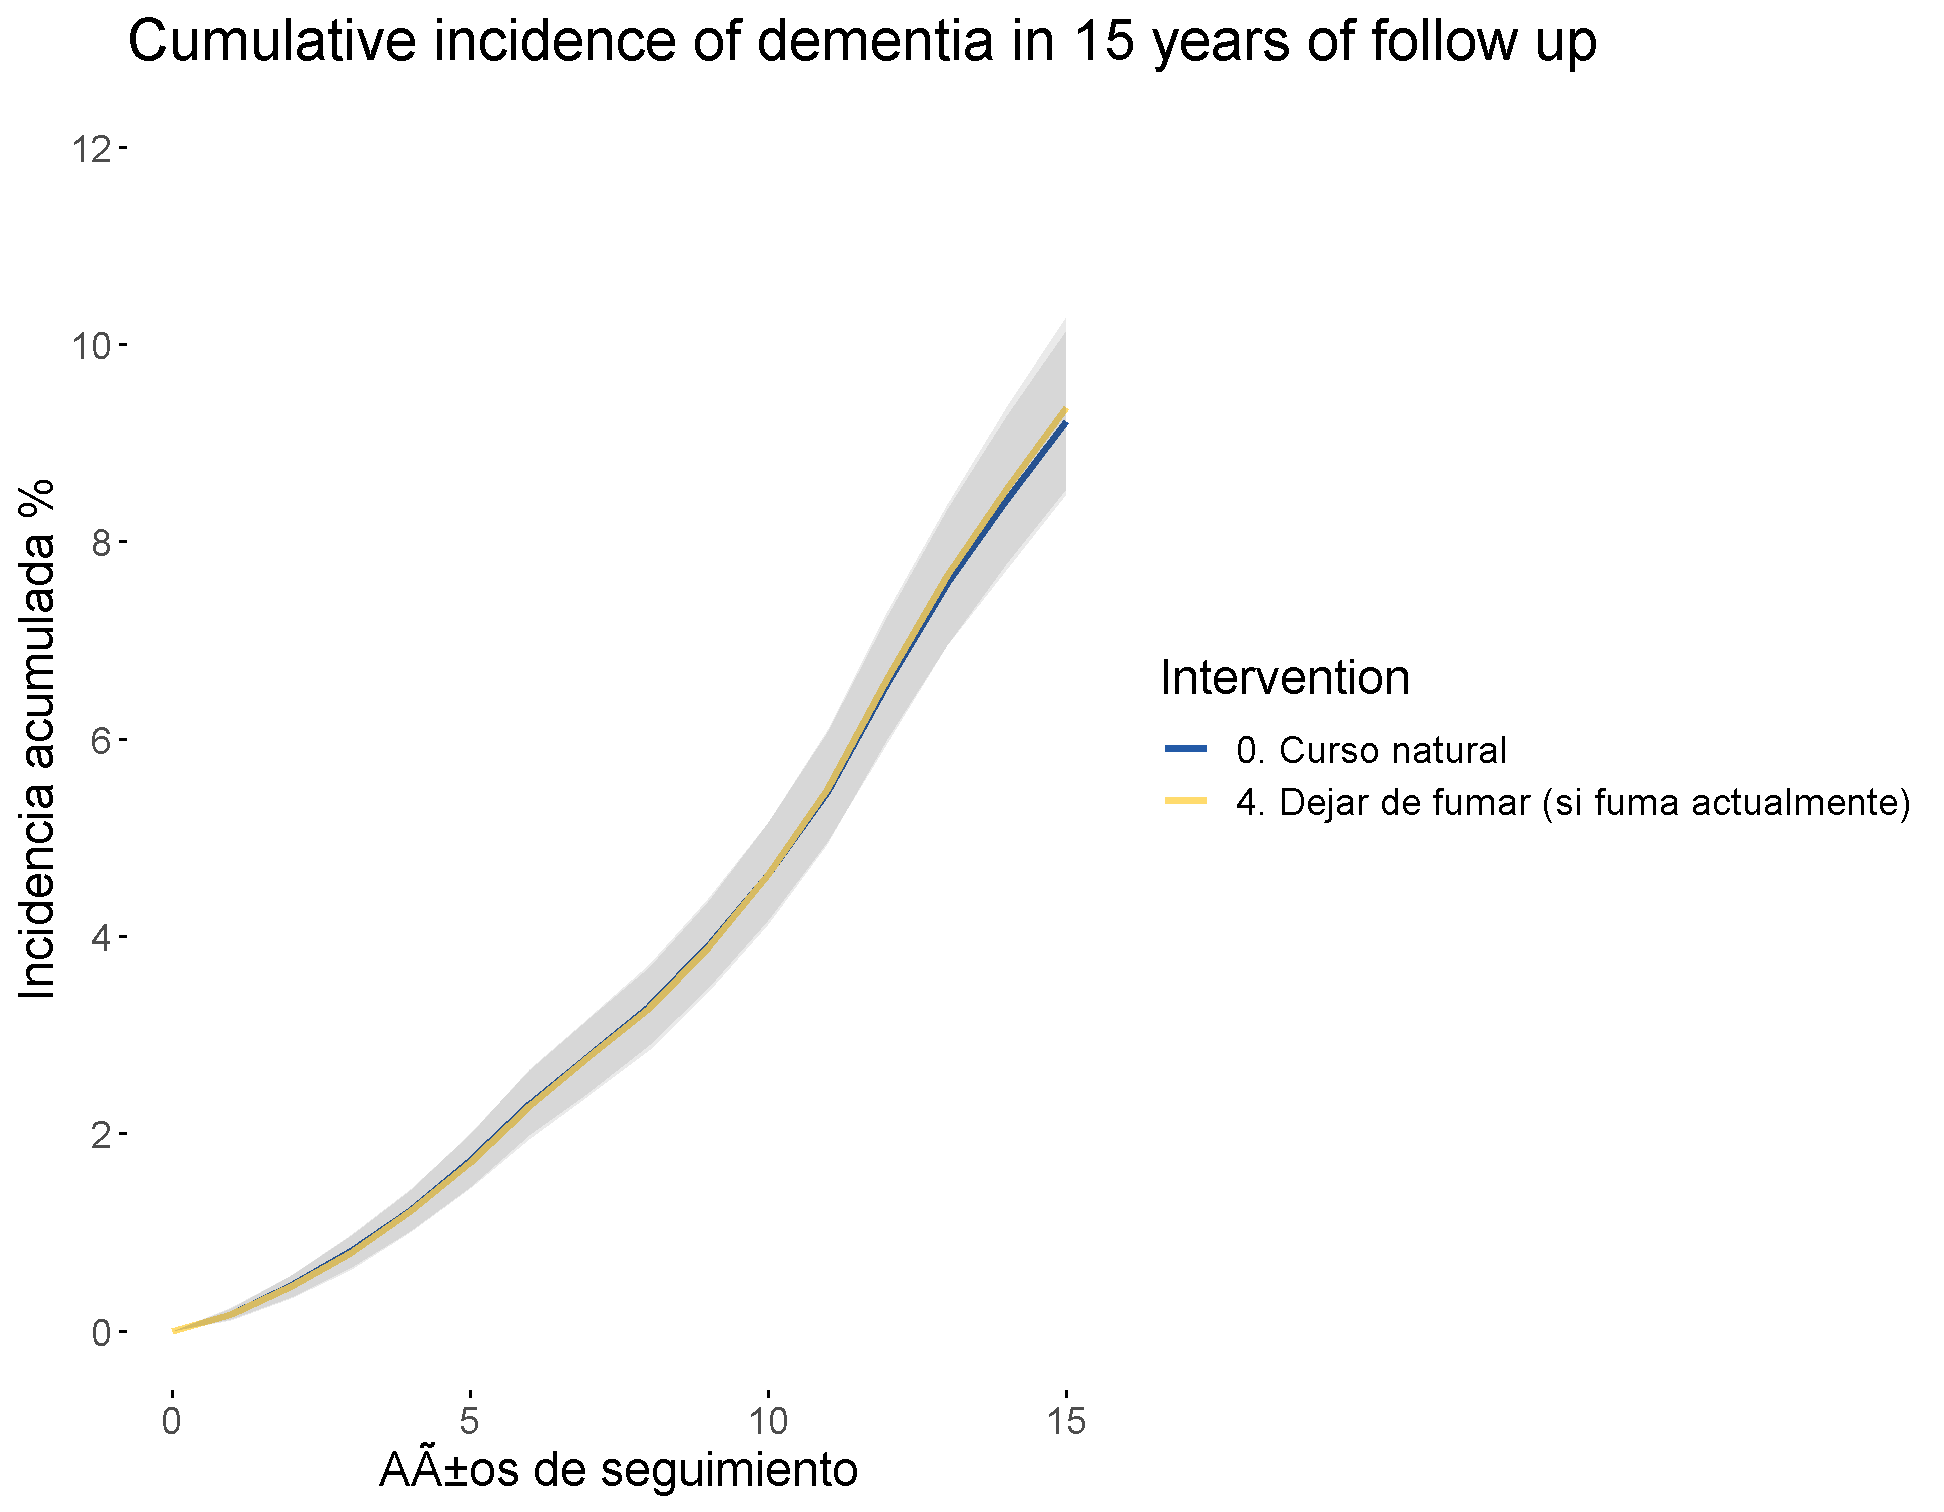 Cumulative incidence of dementia in 15 years of follow up
12
10
8
6
4
2
0
Incidencia acumulada %
0
5
10
15
AÃ±os de seguimiento
Intervention
0. Curso natural
4. Dejar de fumar (si fuma actualmente)